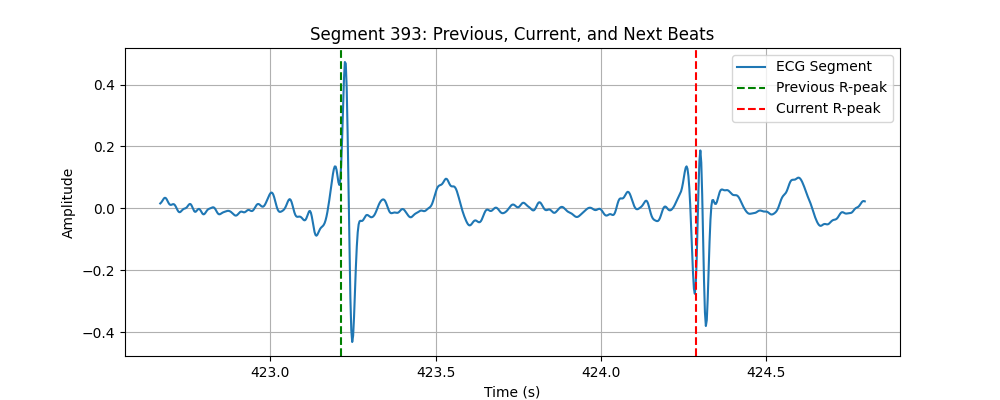 Segment 393: Previous, Current, and Next Beats
ECG Segment
Previous R-peak
Current R-peak
Amplitude
0.4
0.2
0.0
−0.2
−0.4
423.0 423.5 424.0 424.5
Time (s)